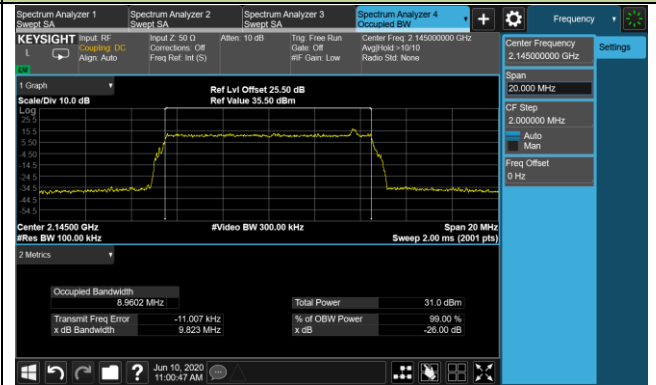 Spectrum Analyzer 1
Swept SA
Spectrum Analyzer 2
Swept SA
Spectrum Analyzer 3
Swept SA
Spectrum Analyzer 4
Occupied BW
Frequency
KEYSIGHT
L
Input: RF
Coupling: DC
Align: Auto
Input Z: 50 Ω
Corrections: Off
Freq Ref: Int (S)
Atten: 10 dB
Trig: Free Run
Gate: Off
#IF Gain: Low
Center Freq: 2.145000000 GHz
Avg|Hold:>10/10
Radio Std: None
Center Frequency
2.145000000 GHz
Settings
Span
20.000 MHz
CF Step
2.000000 MHz
Auto
Man
Freq Offset
0 Hz
1 Graph
Scale/Div 10.0 dB
Ref Lvl Offset 25.50 dB
Ref Value 35.50 dBm
Log
25.5
15.5
5.50
-4.50
-14.5
-24.5
-34.5
-44.5
-54.5
Center 2.14500 GHz
#Video BW 300.00 kHz
Span 20 MHz
#Res BW 100.00 kHz
Sweep 2.00 ms (2001 pts)
2 Metrics
Occupied Bandwidth
8.9602 MHz
Total Power
31.0 dBm
Transmit Freq Error
-11.007 kHz
% of OBW Power
99.00 %
x dB Bandwidth
9.823 MHz
x dB
-26.00 dB
?
Jun 10, 2020
11:00:47 AM